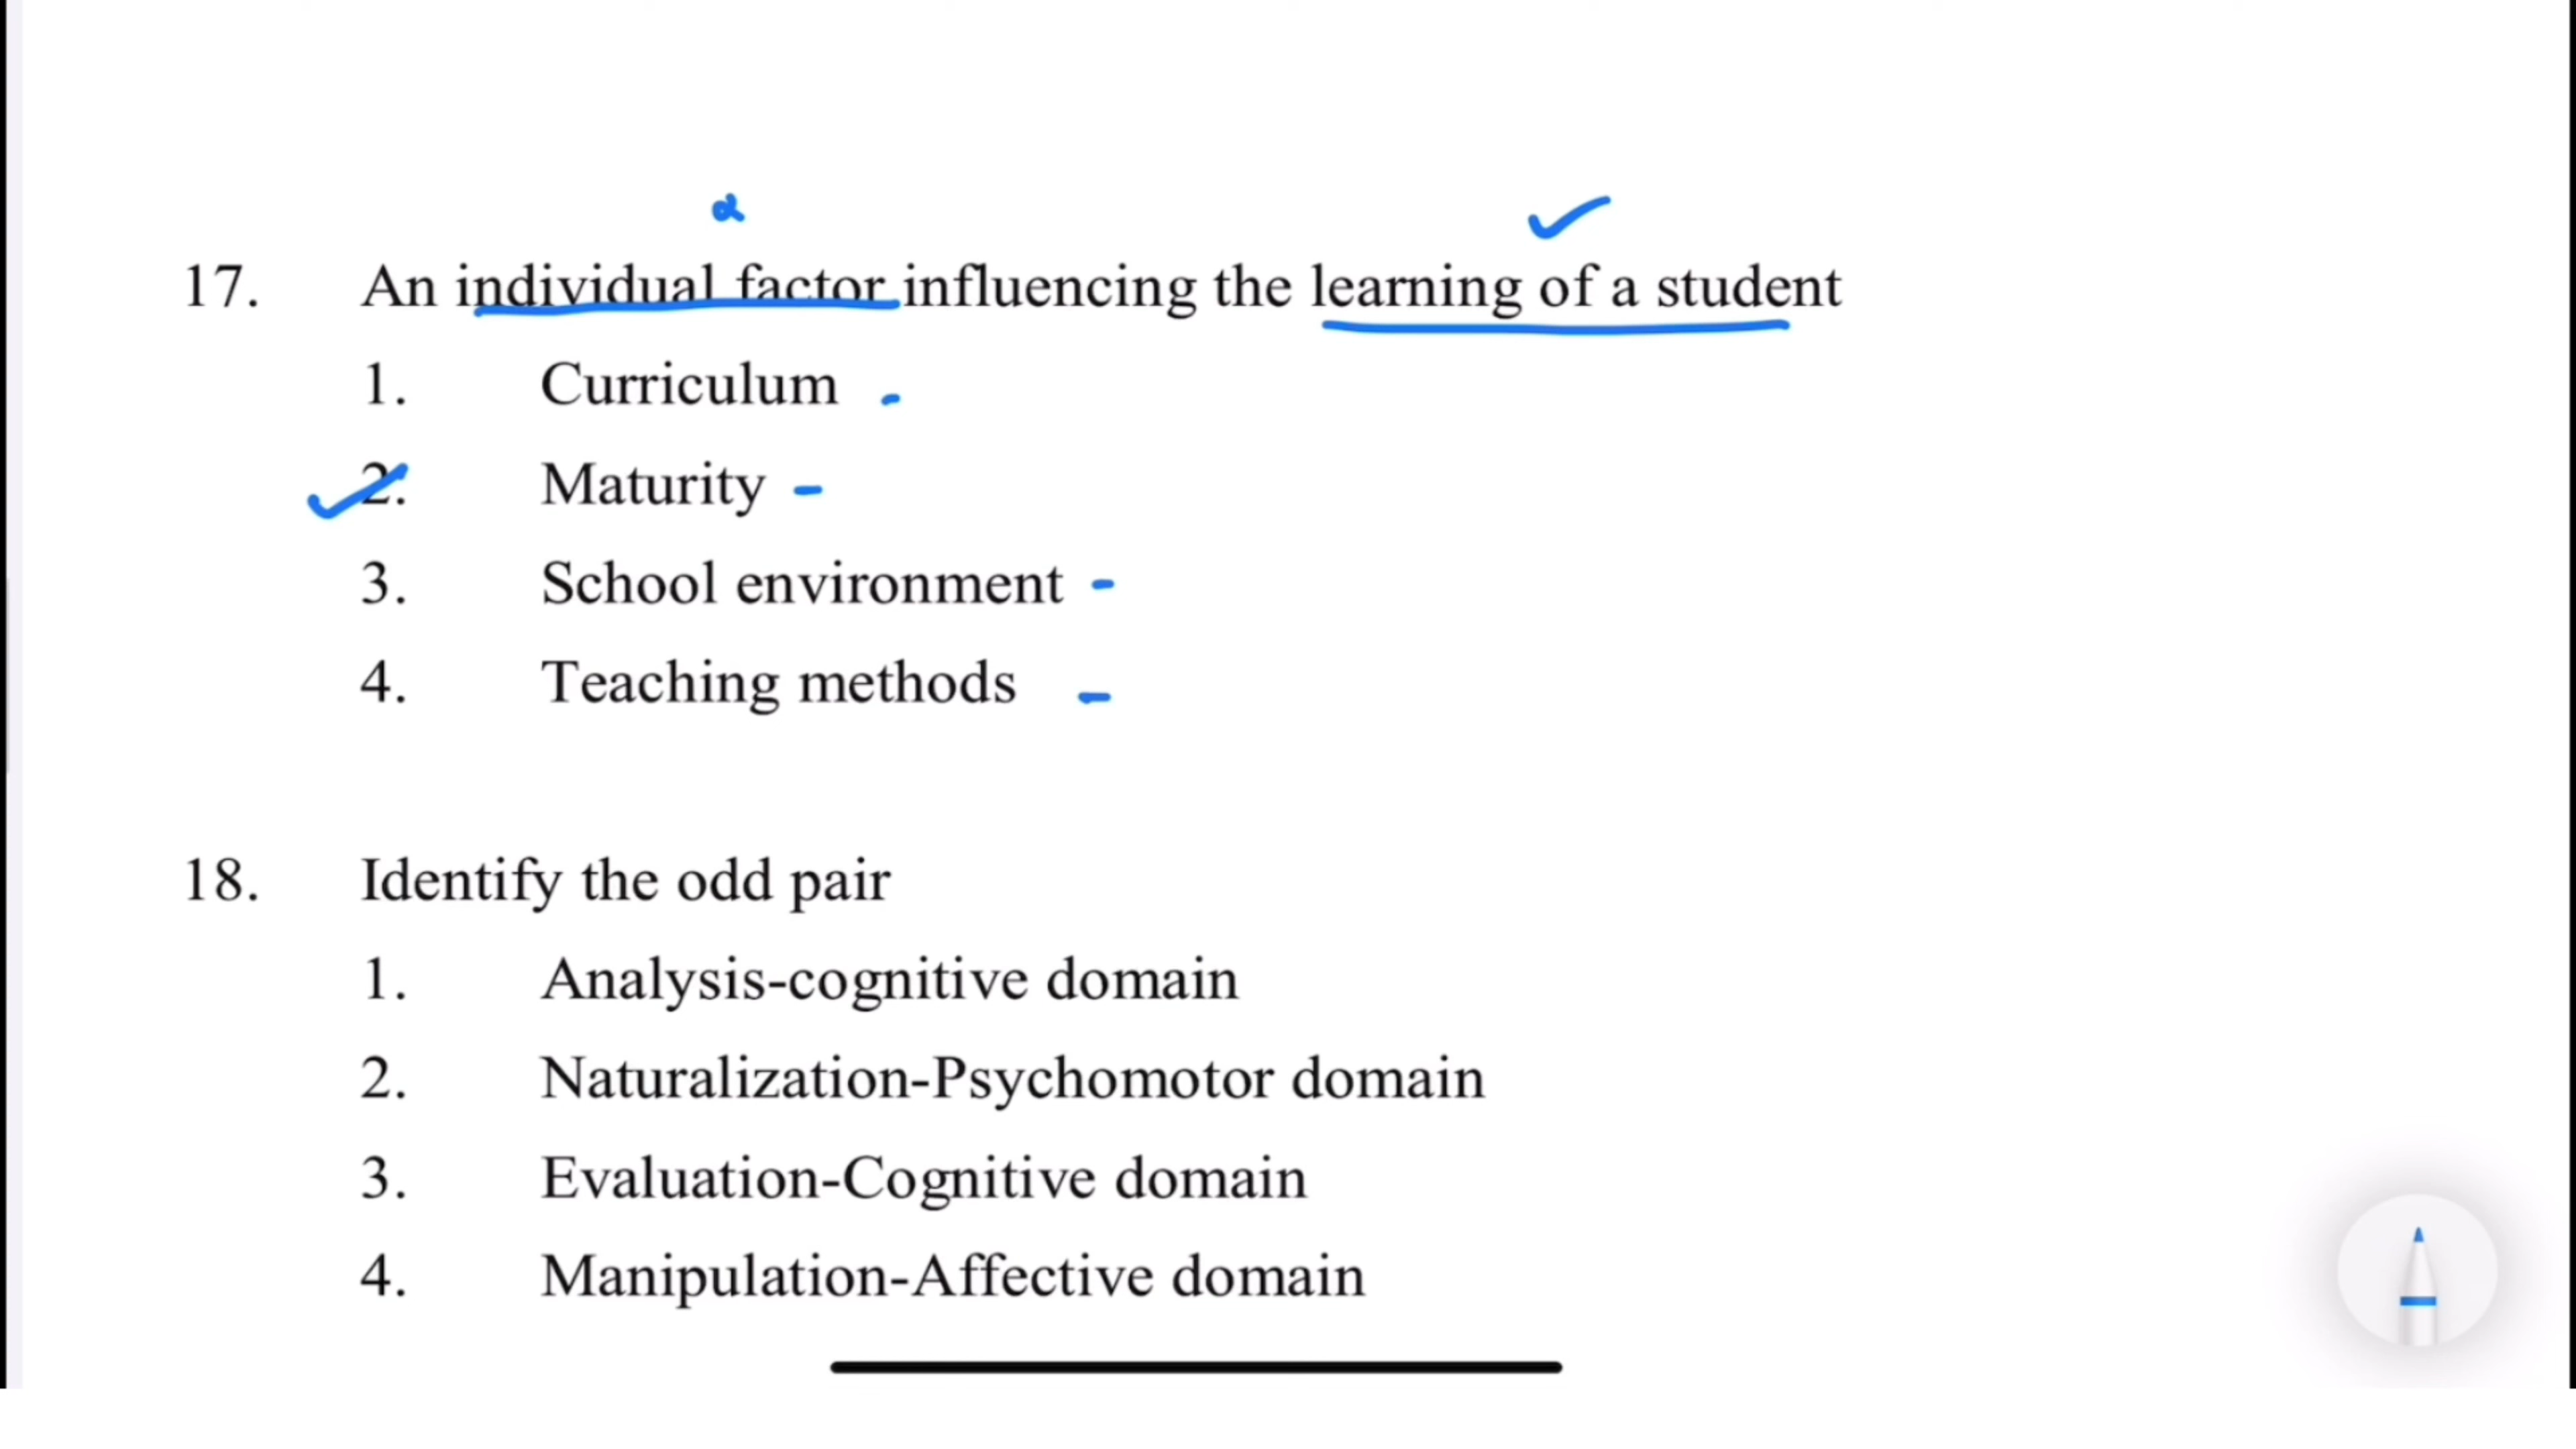 17. An individual factor influencing the learning of a student
1. Curriculum
2. Maturity
3. School environment
4. Teaching methods
18. Identify the odd pair
1. Analysis-cognitive domain
2. Naturalization-Psychomotor domain
3. Evaluation-Cognitive domain
4. Manipulation-Affective domain